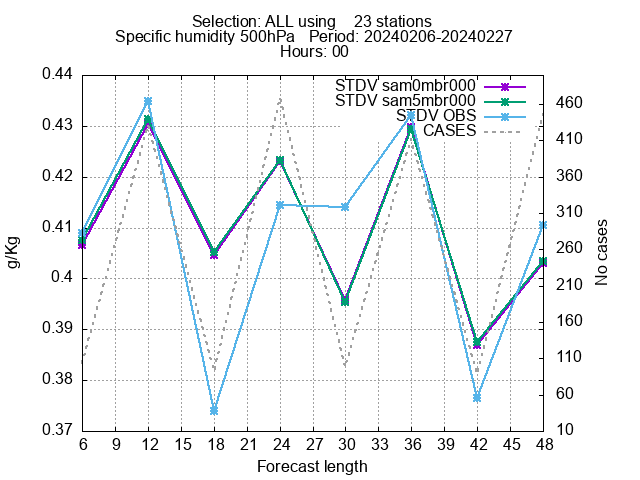 Selection: ALL using    23 stations
Specific humidity 500hPa   Period: 20240206-20240227
Hours: 00
STDV sam0mbr000
STDV sam5mbr000
STDV OBS
CASES
0.44
0.43
0.42
0.41
0.4
0.39
0.38
0.37
g/Kg
460
410
360
310
260
210
160
110
60
10
No cases
6 9 12 15 18 21 24 27 30 33 36 39 42 45 48
Forecast length